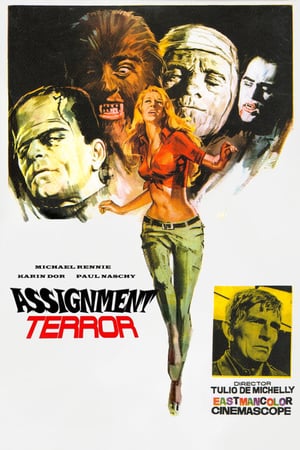 MICHAEL RENNIE
KARIN DOR PAUL NASCHY
ASSIGNMENT
TERROR
DIRECTOR
TULIO DE MICHELLY
EASTMANCOLOR
CINEMASCOPE